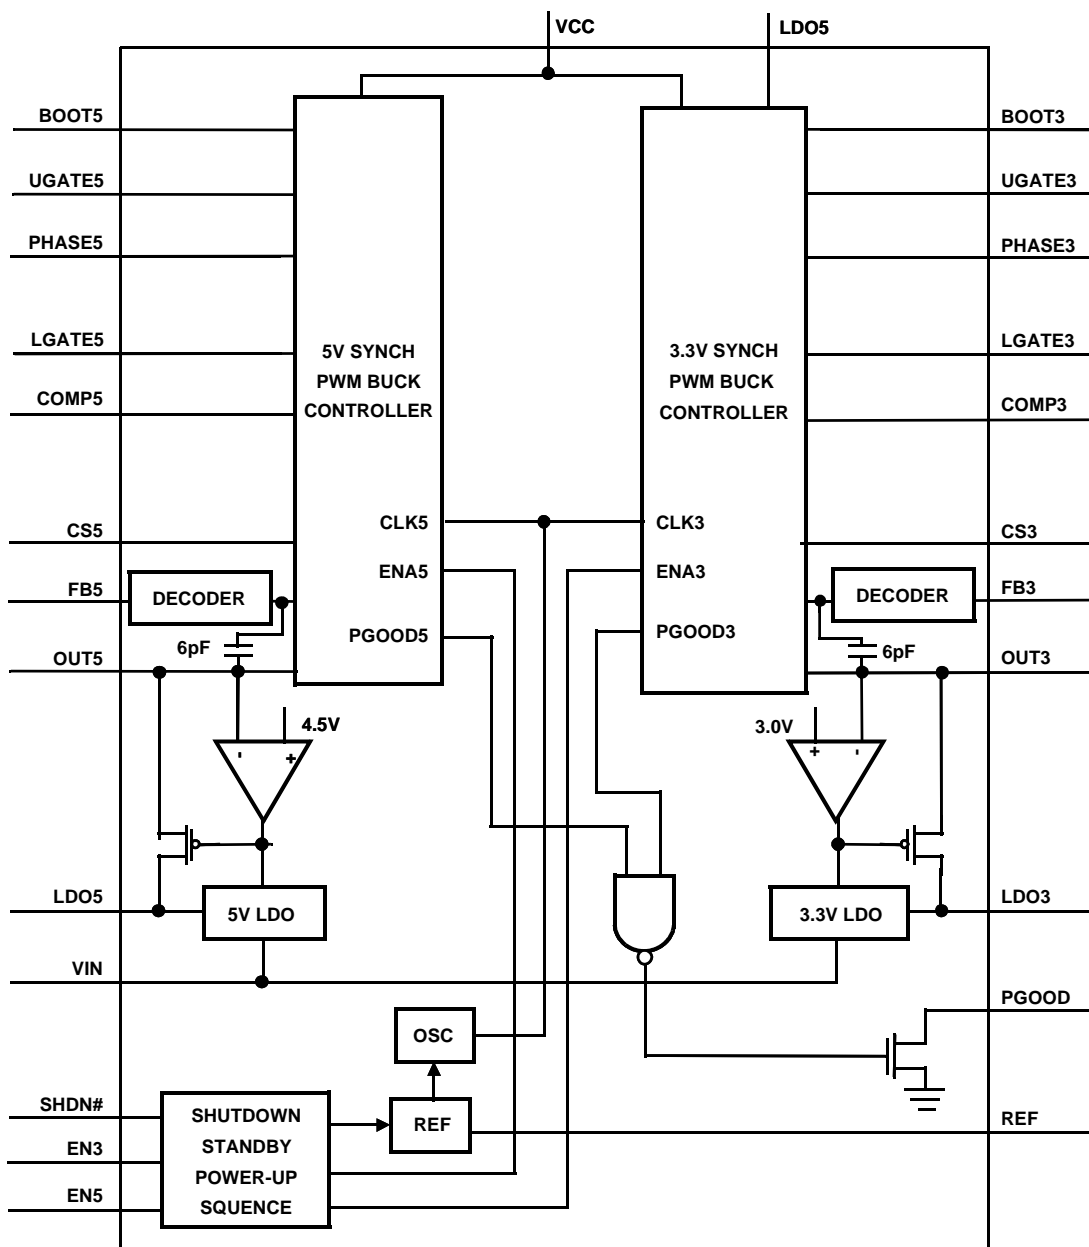 VCC
LDO5
BOOT5
BOOT3
UGATE5
UGATE3
PHASE5
PHASE3
LGATE5
LGATE3
5V SYNCH
PWM BUCK
CONTROLLER
3.3V SYNCH
PWM BUCK
CONTROLLER
COMP5
COMP3
CLK5
CLK3
CS5
CS3
ENA5
ENA3
FB5
DECODER
DECODER
FB3
PGOOD5
PGOOD3
6pF
6pF
OUT5
OUT3
4.5V
3.0V
- +
+ -
LDO5
5V LDO
3.3V LDO
LDO3
VIN
PGOOD
OSC
SHDN#
EN3
EN5
SHUTDOWN
STANDBY
POWER-UP
SQUENCE
REF
REF